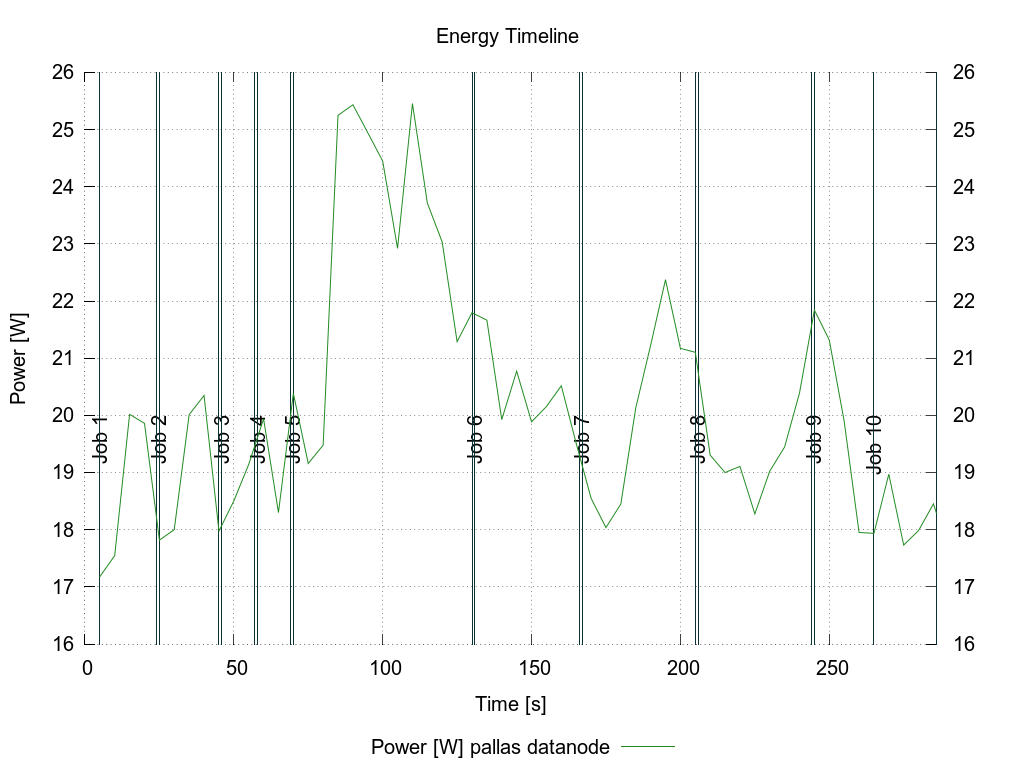 Energy Timeline
26 26
25 25
24 24
23 23
22 22
21 21
20 20
19 19
18 18
17 17
16 16
Power [W]
Job 1 Job 2 Job 3 Job 4 Job 5 Job 6 Job 7 Job 8 Job 9 Job 10
0 50 100 150 200 250
Time [s]
Power [W] pallas datanode